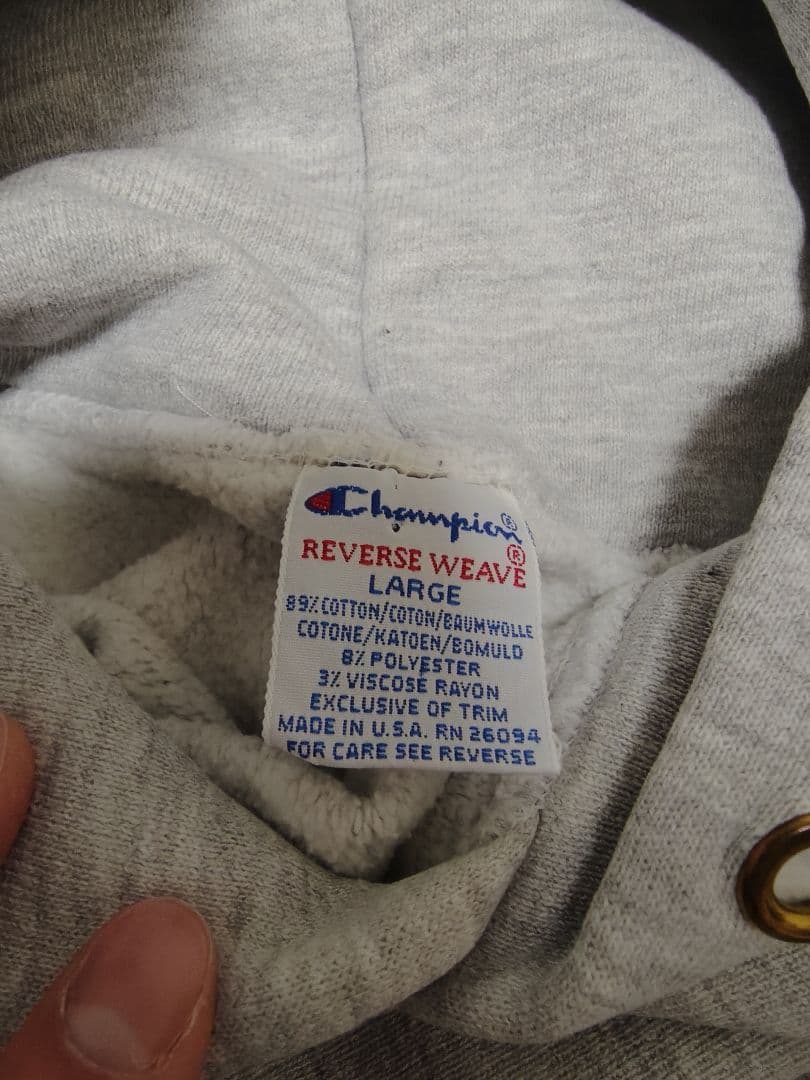 Champion®
REVERSE WEAVE®
LARGE
89% COTTON/COTON/BAUMWOLLE
COTONE/KATOEN/BOMULD
8% POLYESTER
3% VISCOSE RAYON
EXCLUSIVE OF TRIM
MADE IN U.S.A. RN 26094
FOR CARE SEE REVERSE